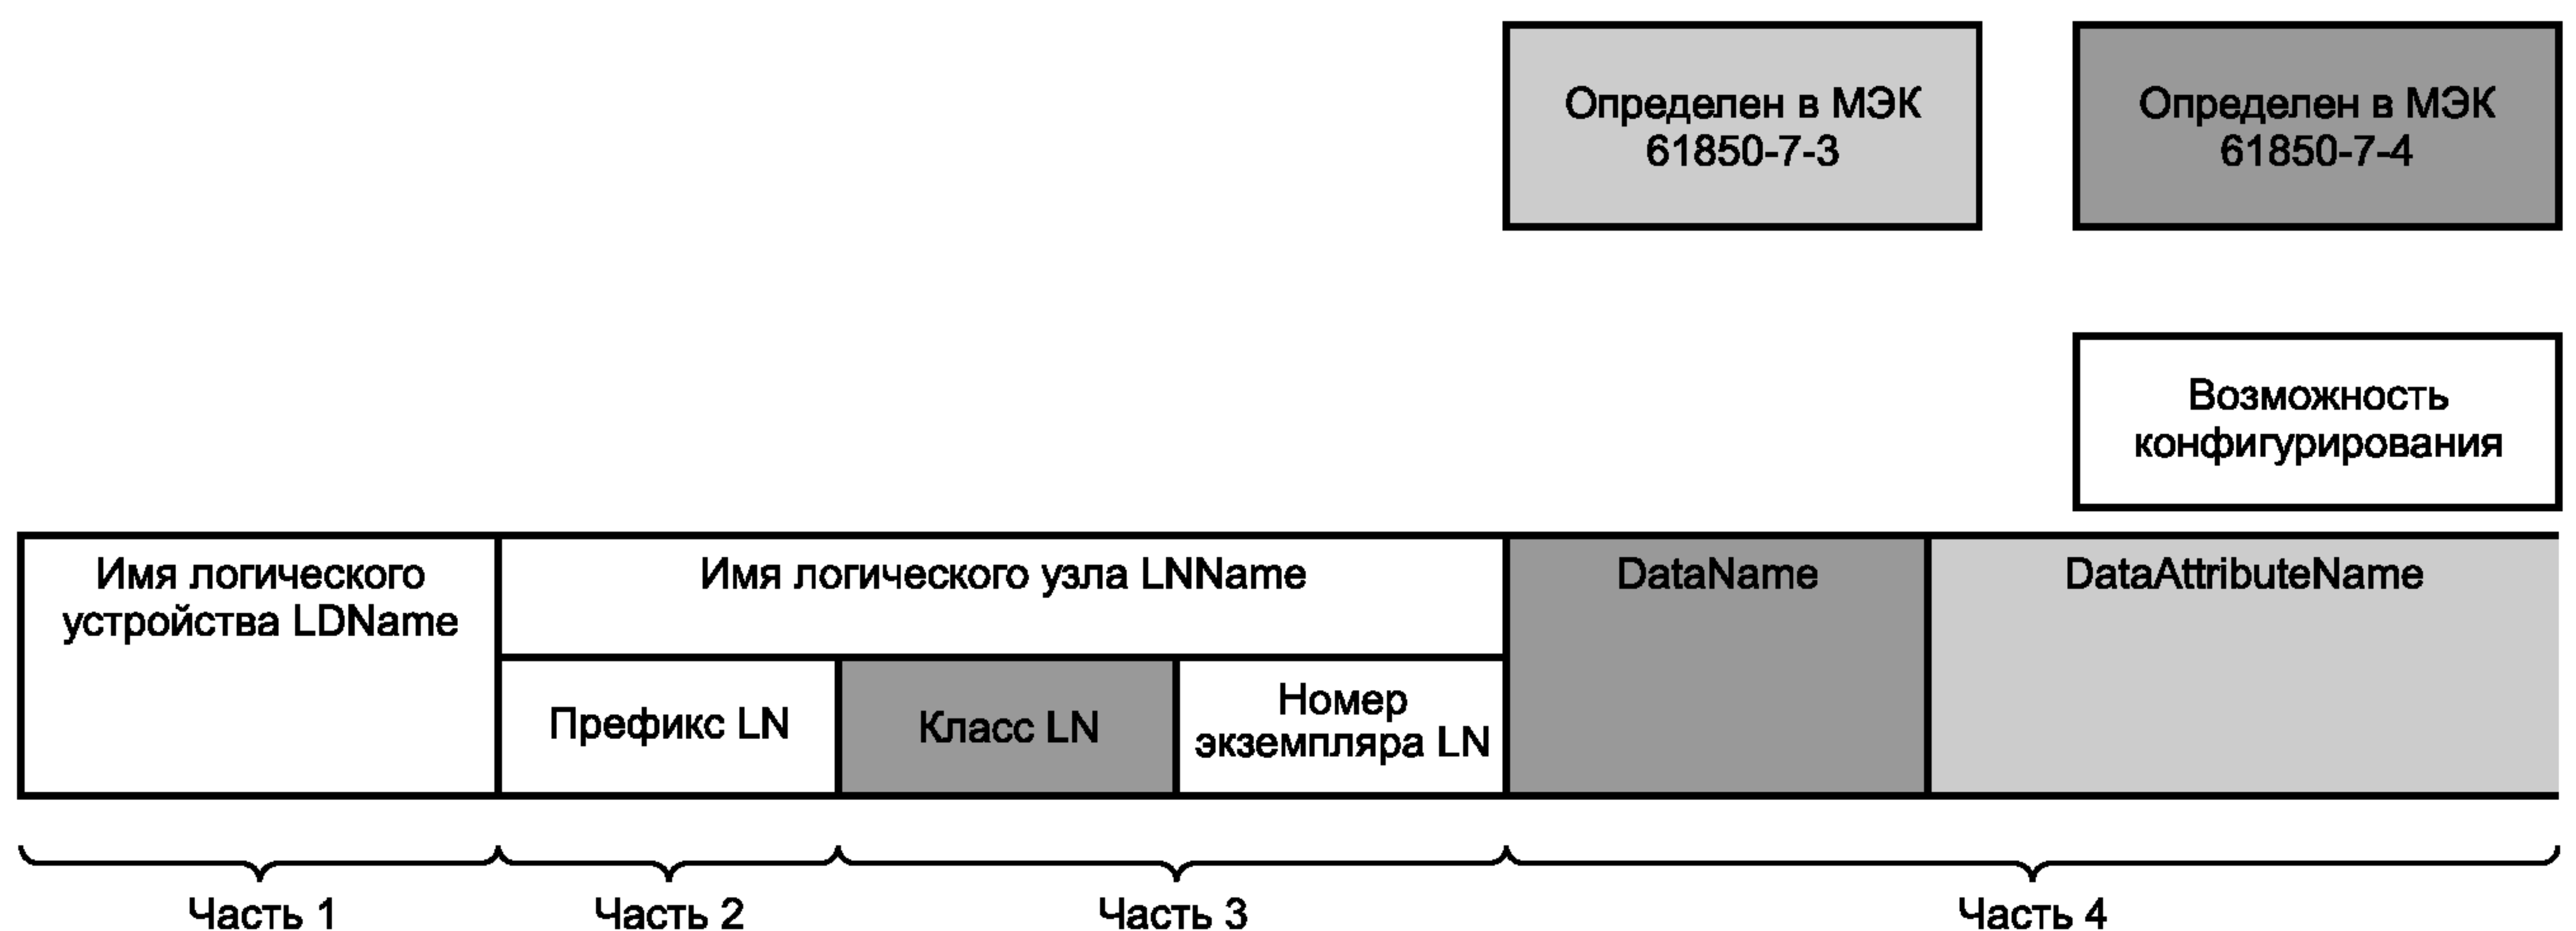 Определен в МЭК
61850-7-3
Определен в МЭК
61850-7-4
Возможность
конфигурирования
Имя логического
устройства LDName
Имя логического узла LNName
DataName
DataAttributeName
Префикс LN
Класс LN
Номер
экземпляра LN
Часть 1
Часть 2
Часть 3
Часть 4